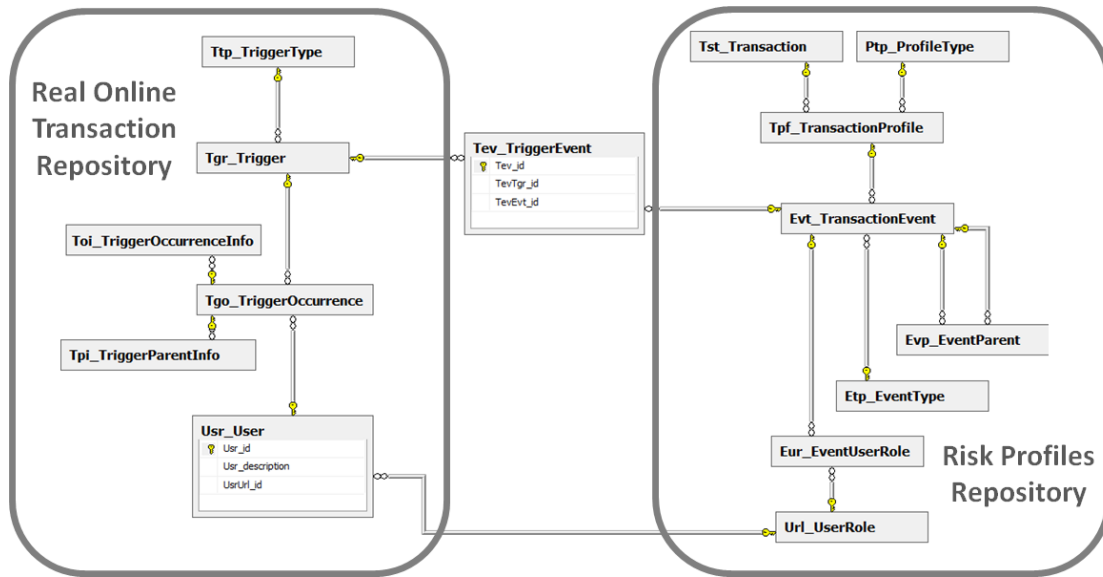 Real Online
Transaction
Repository
Ttp_TriggerType
Tgr_Trigger
Toi_TriggerOccurrenceInfo
Tgo_TriggerOccurrence
Tpi_TriggerParentInfo
Usr_User
Usr_id
Usr_description
UsrUrl_id
Tev_TriggerEvent
Tev_id
TevTgr_id
TevEvt_id
Tst_Transaction
Ptp_ProfileType
Tpf_TransactionProfile
Evt_TransactionEvent
Evp_EventParent
Etp_EventType
Eur_EventUserRole
Url_UserRole
Risk Profiles
Repository